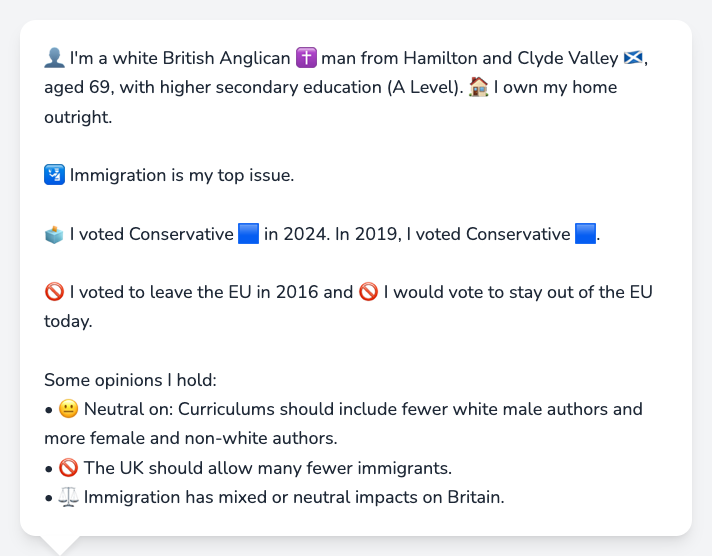 👤 I'm a white British Anglican ✝️ man from Hamilton and Clyde Valley 🏴󠁧󠁢󠁳󠁣󠁴󠁿,
aged 69, with higher secondary education (A Level). 🏠 I own my home
outright.
🛂 Immigration is my top issue.
🗳️ I voted Conservative 🟦 in 2024. In 2019, I voted Conservative 🟦.
🚫 I voted to leave the EU in 2016 and 🚫 I would vote to stay out of the EU
today.
Some opinions I hold:
• 😐 Neutral on: Curriculums should include fewer white male authors and
more female and non-white authors.
• 🚫 The UK should allow many fewer immigrants.
• ⚖️ Immigration has mixed or neutral impacts on Britain.